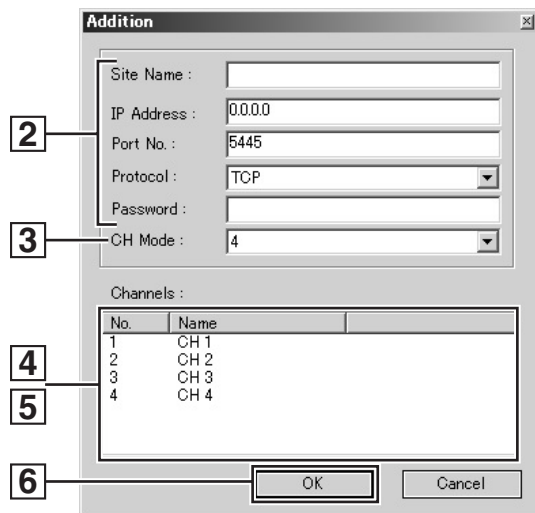 Addition
Site Name :
2
IP Address : 0.0.0.0
Port No. : 5445
Protocol : TCP
Password :
3
CH Mode : 4
Channels :
No. Name
1 CH 1
2 CH 2
3 CH 3
4 CH 4
4
5
6
OK Cancel